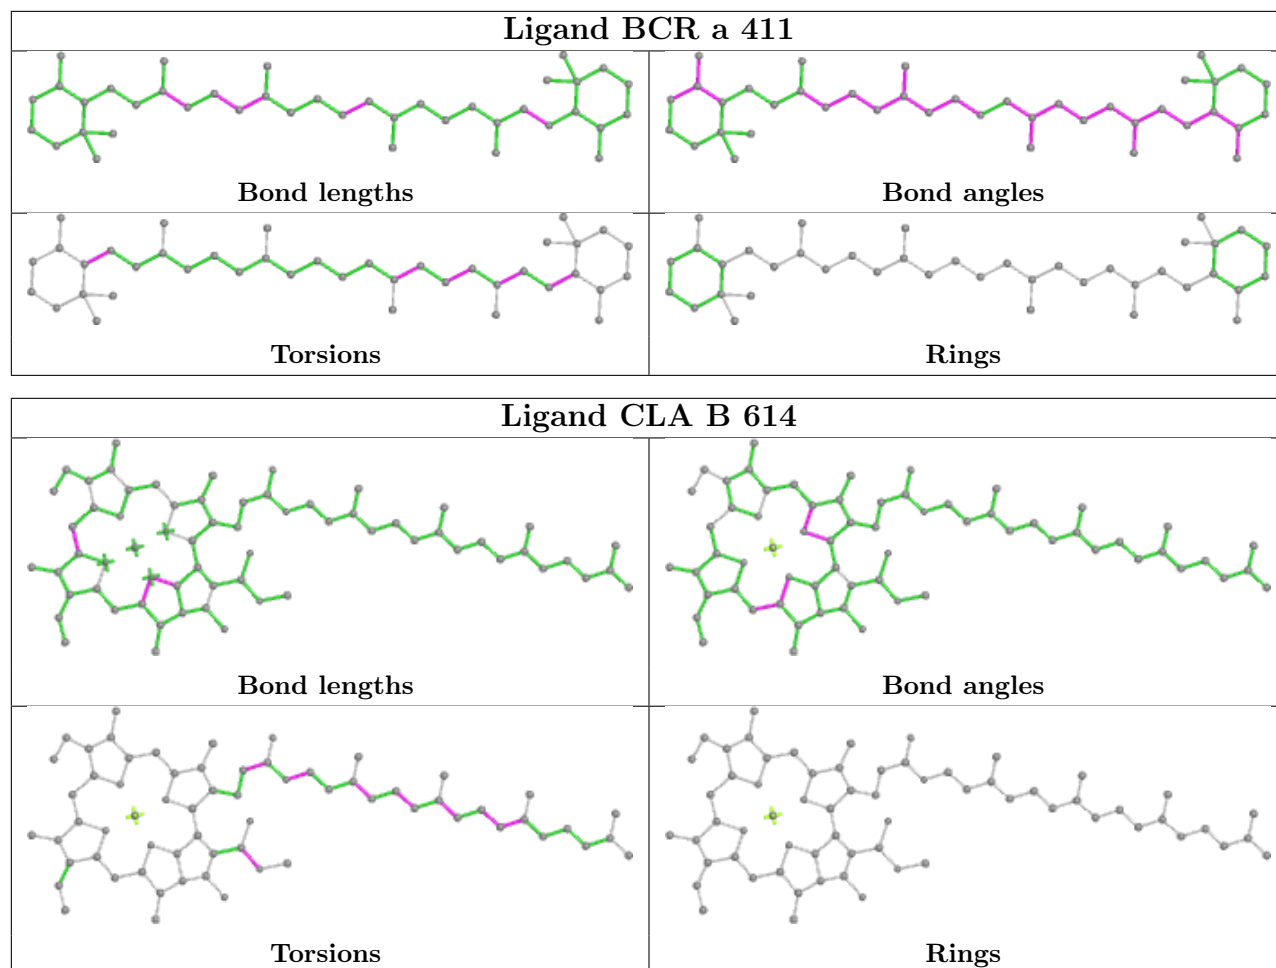 Ligand BCR a 411
Bond lengths
Bond angles
Torsions
Rings
Ligand CLA B 614
Bond lengths
Bond angles
Torsions
Rings